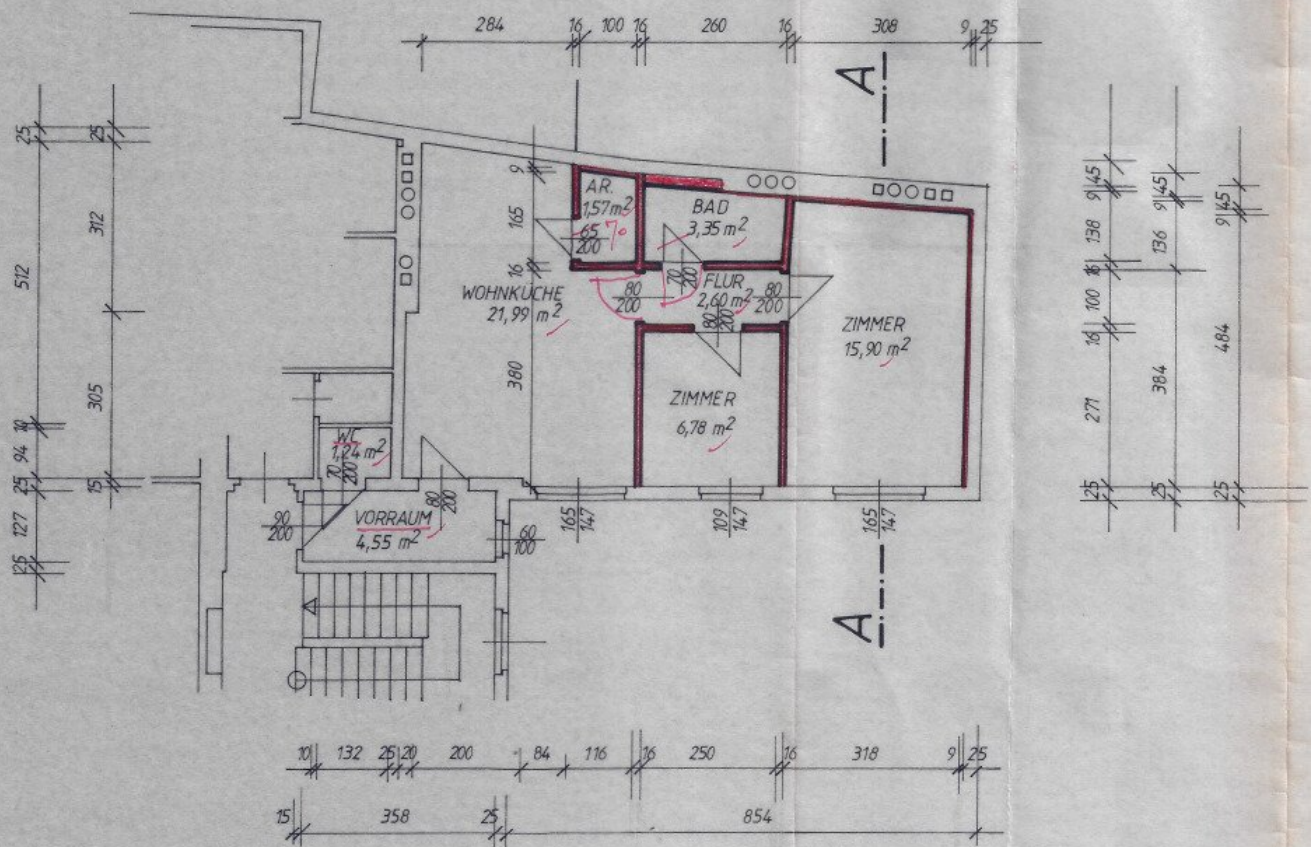 284 16 100 16 260 16 308 9 25
A
25 25
312
512
305
10
94
25 15
127
25
9
165
16
380
AR.
1,57 m²
65 70
200
BAD
3,35 m²
70
200
FLUR
2,60 m²
80
200
80
200
80
200
WOHNKÜCHE
21,99 m²
ZIMMER
15,90 m²
ZIMMER
6,78 m²
WC
1,24 m²
70
200
80
200
VORRAUM
4,55 m²
90
200
60
100
165
147
109
147
165
147
A
9 45
138
16
100
16
271
25
9 45
136
384
25
9 45
484
25
10 132 25 20 200 84 116 16 250 16 318 9 25
15 358 25 854